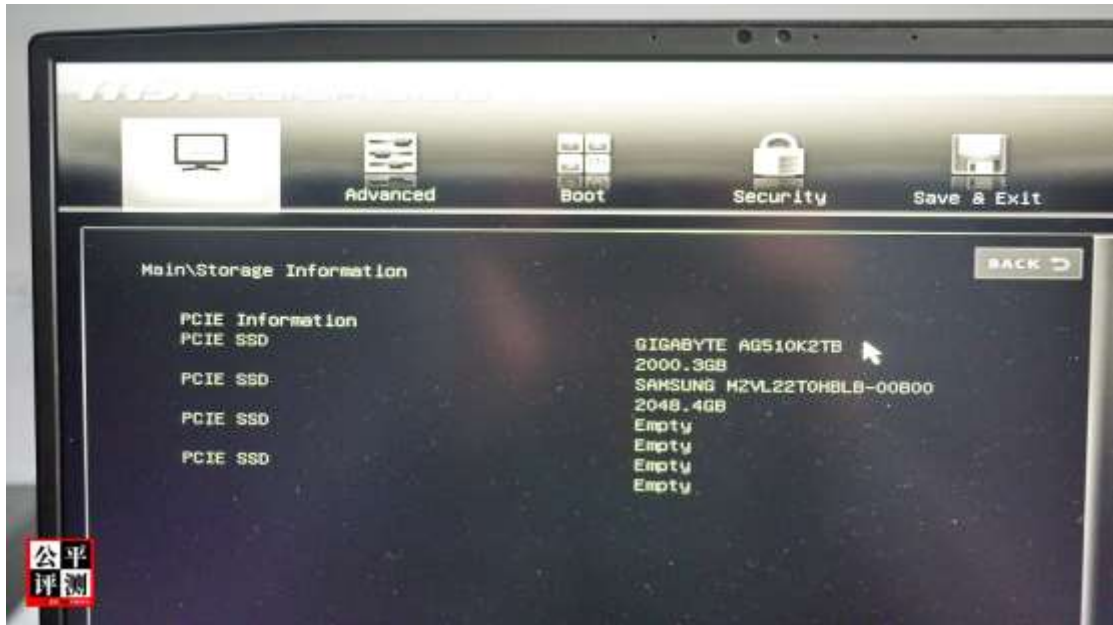 Advanced
Boot
Security
Save & Exit
Main\Storage Information
BACK
PCIE Information
PCIE SSD
GIGABYTE AG510K2TB
2000.3GB
PCIE SSD
SAMSUNG MZVL22T0HBLB-00B00
2048.4GB
PCIE SSD
Empty
Empty
PCIE SSD
Empty
Empty
公平
评测